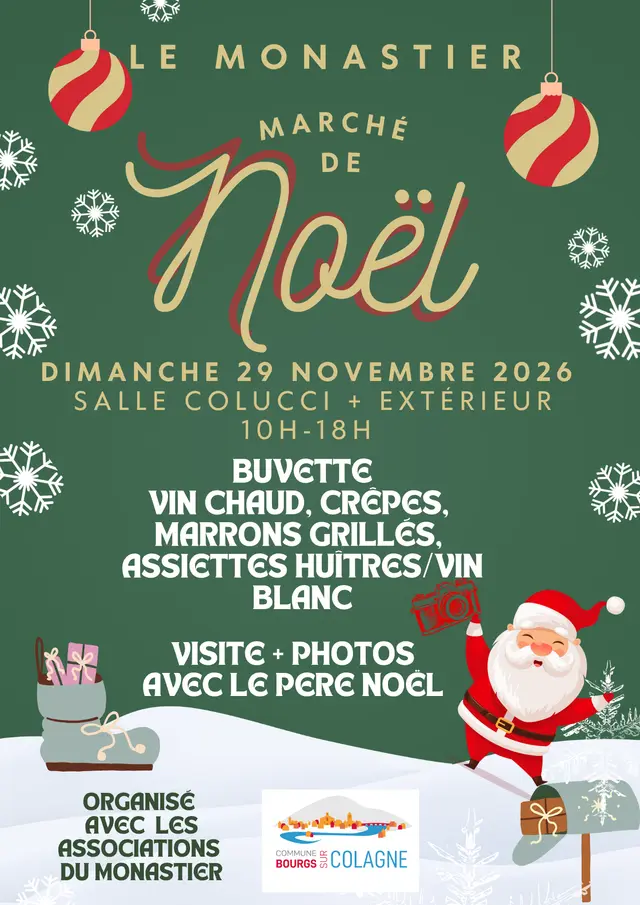 LE MONASTIER
MARCHÉ
DE
Noël
DIMANCHE 29 NOVEMBRE 2026
SALLE COLUCCI + EXTÉRIEUR
10H-18H
BUVETTE
VIN CHAUD, CRÊPES,
MARRONS GRILLÉS,
ASSIETTES HUÎTRES/VIN
BLANC
VISITE + PHOTOS
AVEC LE PERE NOËL
ORGANISÉ
AVEC LES
ASSOCIATIONS
DU MONASTIER
COMMUNE
BOURGS SUR COLAGNE